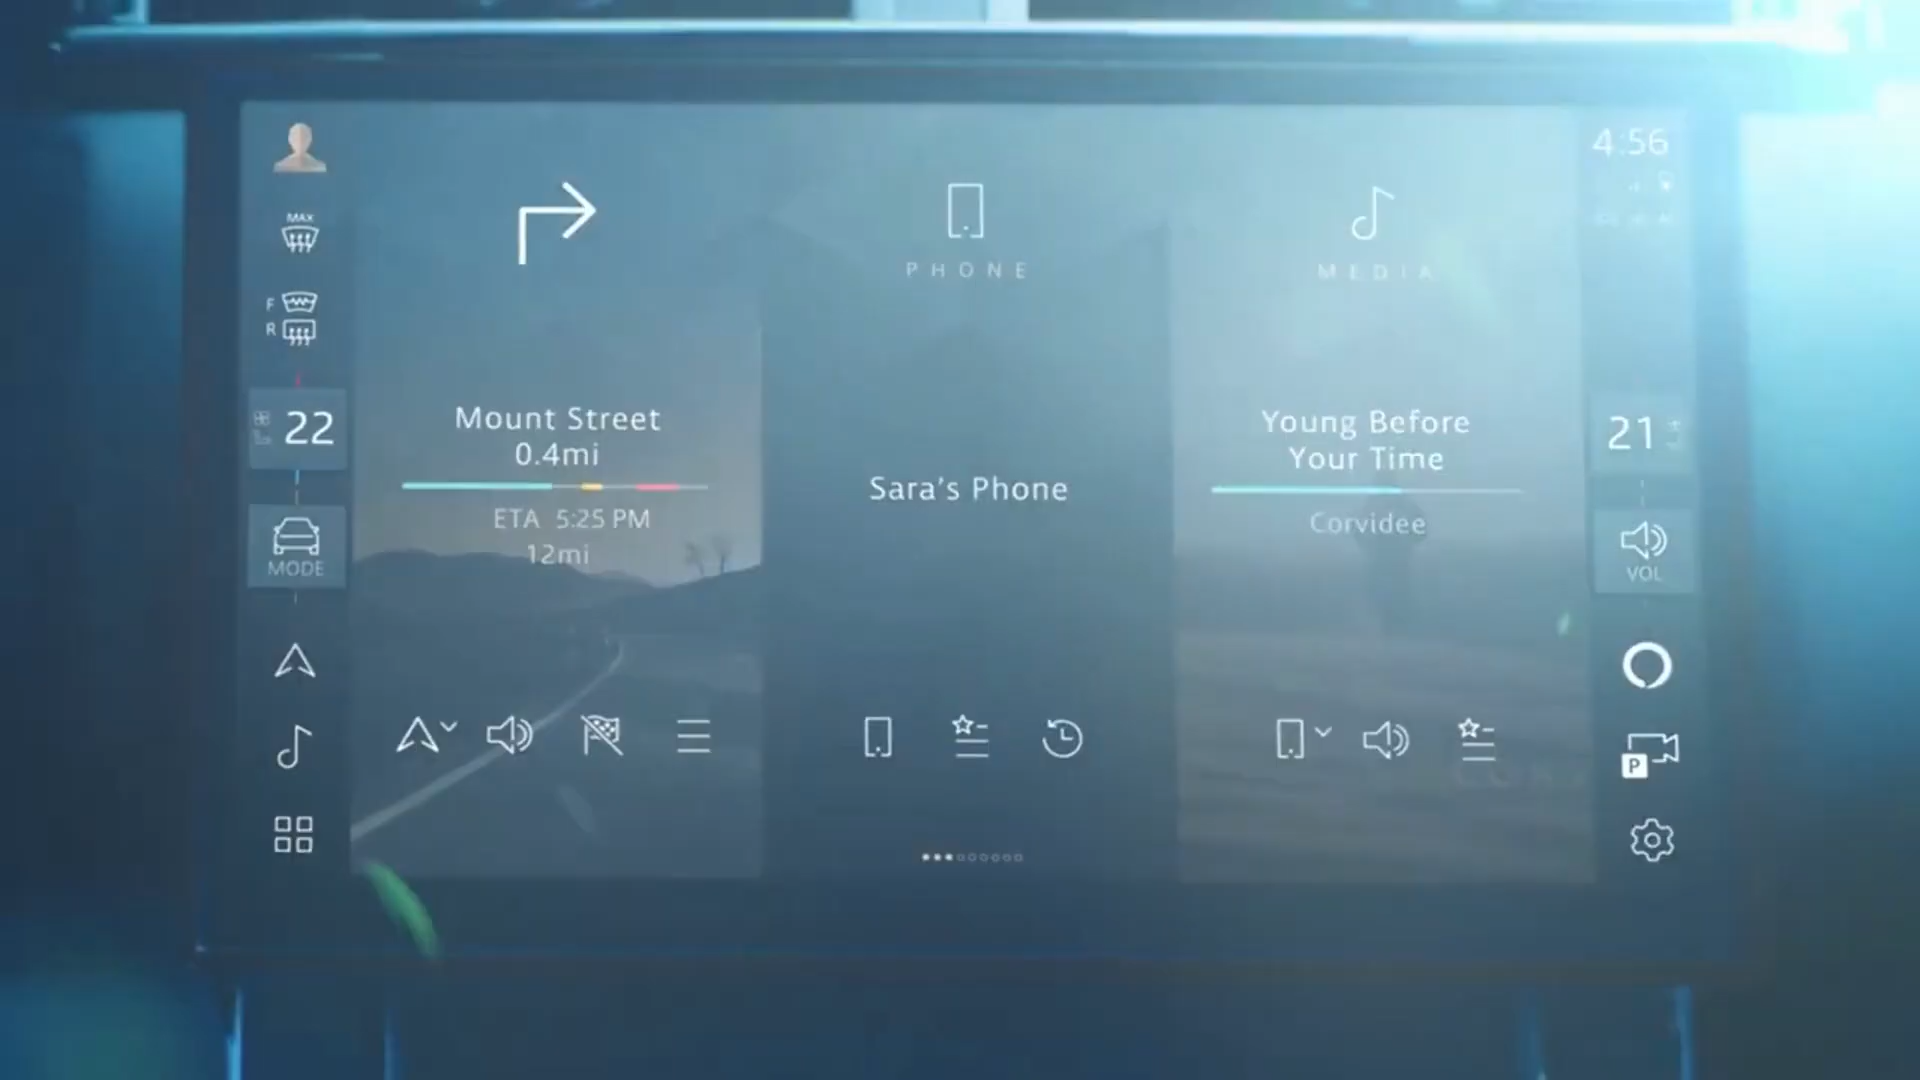 4:56
MAX
PHONE
MEDIA
F
R
22
Mount Street
0.4mi
ETA 5:25 PM
12mi
Sara's Phone
Young Before
Your Time
Corvidee
21
MODE
VOL
P